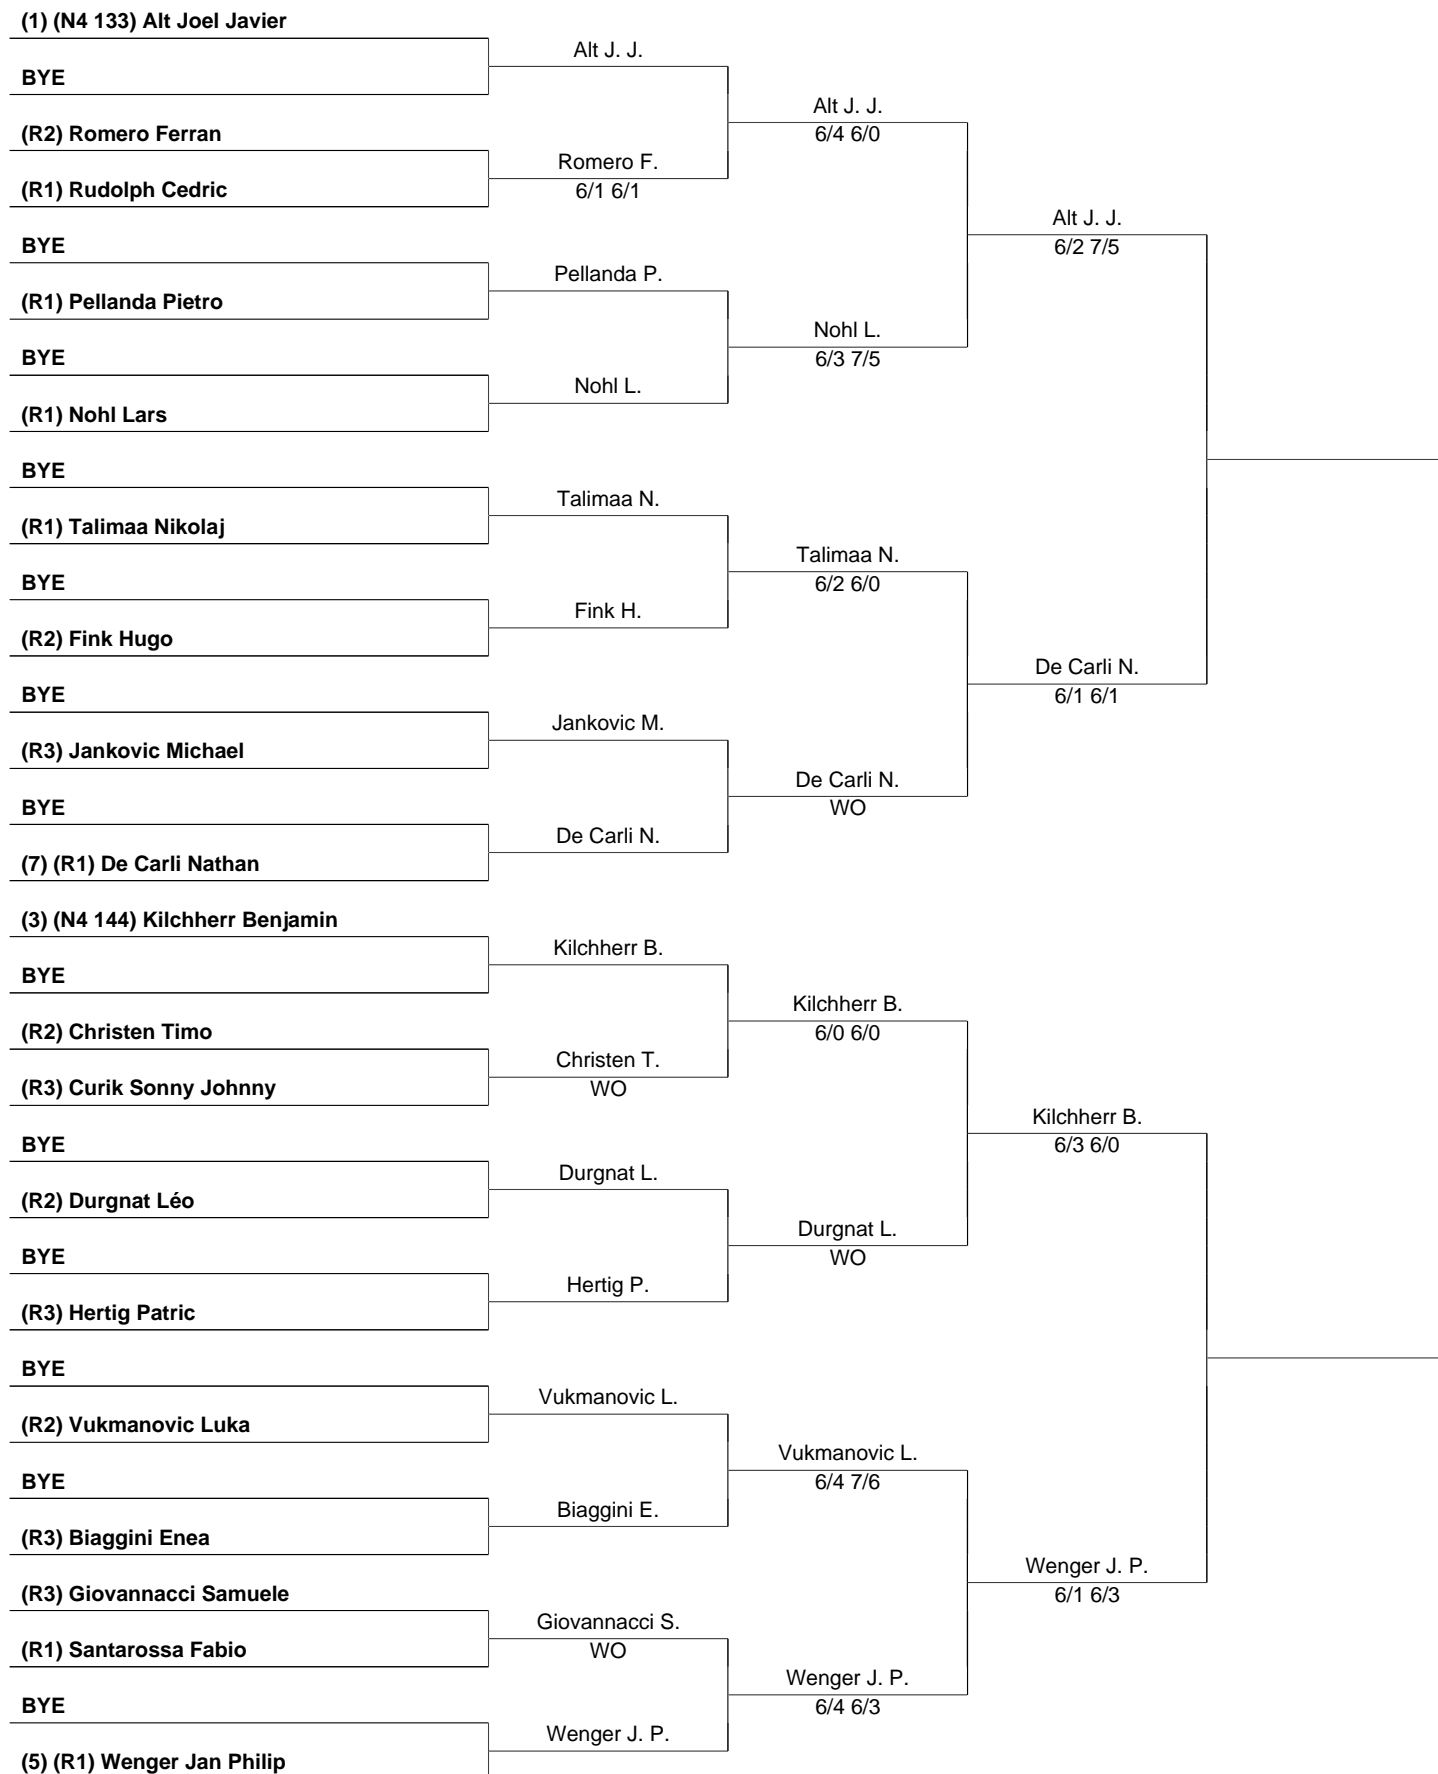 (1) (N4 133) Alt Joel Javier
Alt J. J.
BYE
Alt J. J.
6/4 6/0
(R2) Romero Ferran
Romero F.
6/1 6/1
(R1) Rudolph Cedric
Alt J. J.
6/2 7/5
BYE
Pellanda P.
(R1) Pellanda Pietro
Nohl L.
6/3 7/5
BYE
Nohl L.
(R1) Nohl Lars
BYE
Talimaa N.
(R1) Talimaa Nikolaj
Talimaa N.
6/2 6/0
BYE
Fink H.
(R2) Fink Hugo
De Carli N.
6/1 6/1
BYE
Jankovic M.
(R3) Jankovic Michael
De Carli N.
WO
BYE
De Carli N.
(7) (R1) De Carli Nathan
(3) (N4 144) Kilchherr Benjamin
Kilchherr B.
BYE
Kilchherr B.
6/0 6/0
(R2) Christen Timo
Christen T.
WO
(R3) Curik Sonny Johnny
Kilchherr B.
6/3 6/0
BYE
Durgnat L.
(R2) Durgnat Léo
Durgnat L.
WO
BYE
Hertig P.
(R3) Hertig Patric
BYE
Vukmanovic L.
(R2) Vukmanovic Luka
Vukmanovic L.
6/4 7/6
BYE
Biaggini E.
(R3) Biaggini Enea
Wenger J. P.
6/1 6/3
(R3) Giovannacci Samuele
Giovannacci S.
WO
(R1) Santarossa Fabio
Wenger J. P.
6/4 6/3
BYE
Wenger J. P.
(5) (R1) Wenger Jan Philip